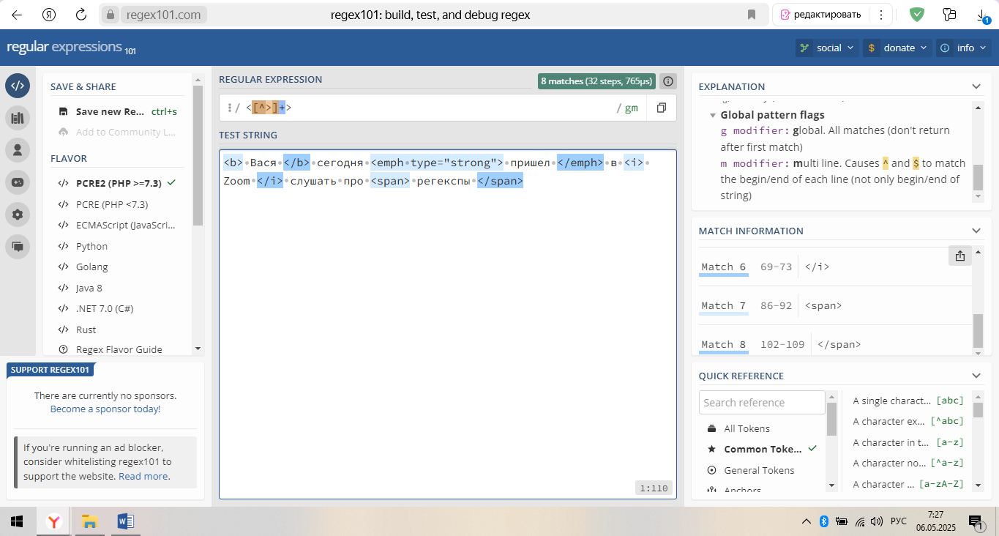 regex101.com
regex101: build, test, and debug regex
редактировать
1
regular expressions 101
social
$ donate
info
SAVE & SHARE
Save new Re... ctrl+s
Add to Community L...
FLAVOR
</> PCRE2 (PHP >=7.3)
</> PCRE (PHP <7.3)
</> ECMAScript (JavaScri...
</> Python
</> Golang
</> Java 8
</> .NET 7.0 (C#)
</> Rust
Regex Flavor Guide
SUPPORT REGEX101
There are currently no sponsors.
Become a sponsor today!
If you're running an ad blocker,
consider whitelisting regex101 to
support the website. Read more.
REGULAR EXPRESSION
8 matches (32 steps, 765µs)
/ <[^>]+> / gm
TEST STRING
<b>•Вася•</b>•сегодня•<emph•type="strong">•пришел•</emph>•в•<i>•
Zoom•</i>•слушать•про•<span>•регекспы•</span>
1:110
EXPLANATION
Global pattern flags
g modifier: global. All matches (don't return
after first match)
m modifier: multi line. Causes ^ and $ to match
the begin/end of each line (not only begin/end of
string)
MATCH INFORMATION
Match 6 69-73 </i>
Match 7 86-92 <span>
Match 8 102-109 </span>
QUICK REFERENCE
Search reference
All Tokens
Common Toke...
General Tokens
Anchors
A single charact... [abc]
A character ex... [^abc]
A character in t... [a-z]
A character no... [^a-z]
A character ... [a-zA-Z]
РУС
7:27
06.05.2025
1